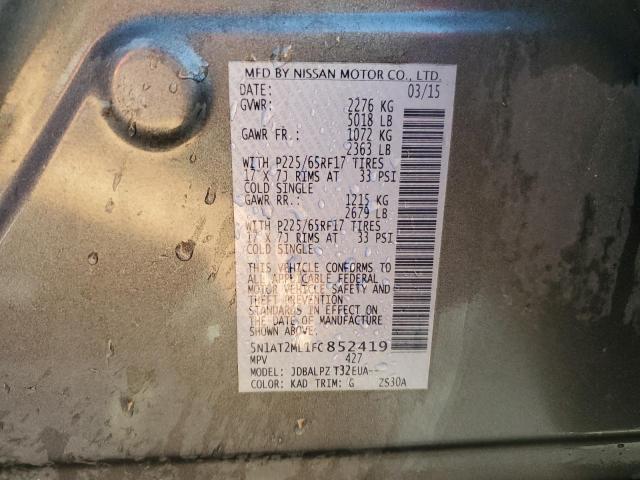 MFD BY NISSAN MOTOR CO., LTD.
DATE: 03/15
GVWR: 2276 KG
5018 LB
GAWR FR.: 1072 KG
2363 LB
WITH P225/65RF17 TIRES
17 X 7J RIMS AT 33 PSI
COLD SINGLE
GAWR RR.: 1215 KG
2679 LB
WITH P225/65RF17 TIRES
17 X 7J RIMS AT 33 PSI
COLD SINGLE
THIS VEHICLE CONFORMS TO
ALL APPLICABLE FEDERAL
MOTOR VEHICLE SAFETY AND
THEFT PREVENTION
STANDARDS IN EFFECT ON
THE DATE OF MANUFACTURE
SHOWN ABOVE.
5N1AT2ML1FC852419
MPV 427
MODEL: JDBALPZ T32EUA--
COLOR: KAD TRIM: G ZS30A